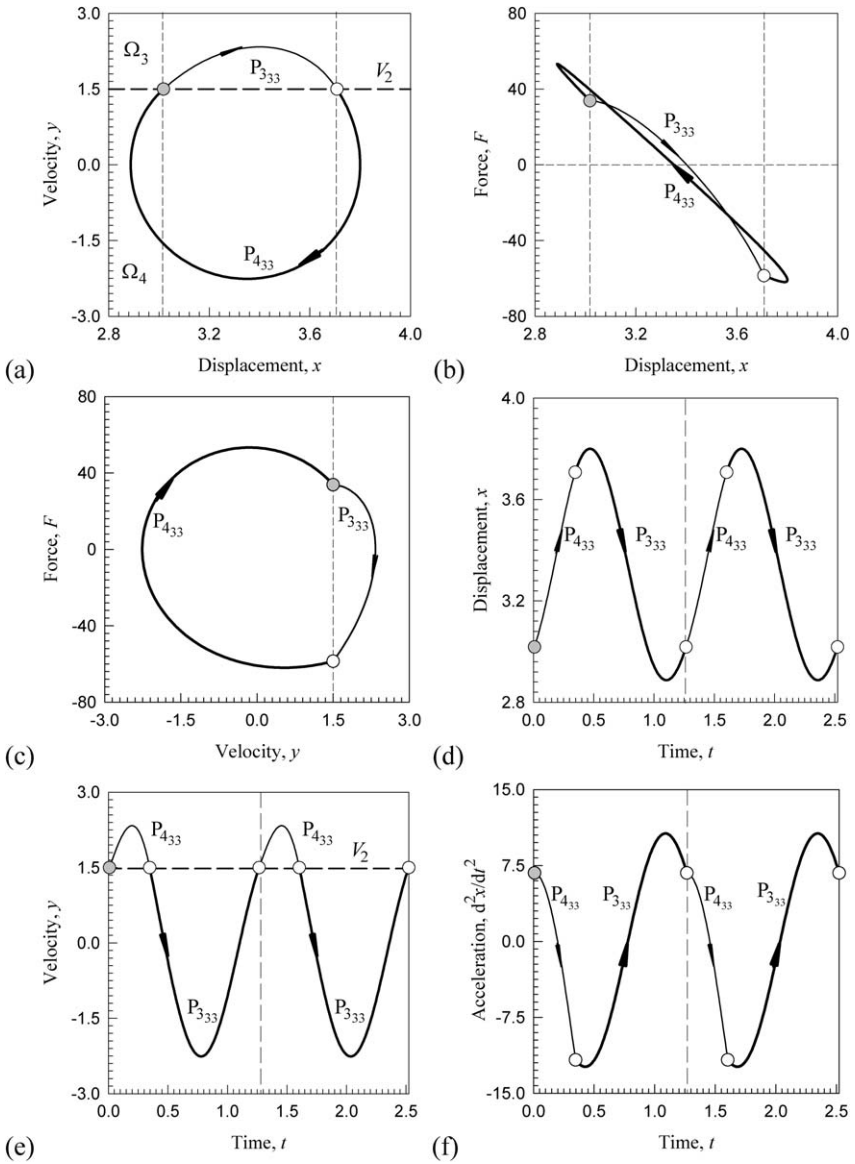 3.0
1.5
0.0
-1.5
-3.0
Velocity, y
Ω3
Ω4
P333
V2
P433
2.8 3.2 3.6 4.0
Displacement, x
(a)
80
40
0
-40
-80
Force, F
P333
P433
2.8 3.2 3.6 4.0
Displacement, x
(b)
80
40
0
-40
-80
Force, F
P433
P333
-3.0 -1.5 0.0 1.5 3.0
Velocity, y
(c)
4.0
3.6
3.2
2.8
Displacement, x
P433 P333 P433 P333
0.0 0.5 1.0 1.5 2.0 2.5
Time, t
(d)
3.0
1.5
0.0
-1.5
-3.0
Velocity, y
P433 P433
V2
P333 P333
0.0 0.5 1.0 1.5 2.0 2.5
Time, t
(e)
15.0
7.5
0.0
-7.5
-15.0
Acceleration, d²x/dt²
P433 P333 P433 P333
0.0 0.5 1.0 1.5 2.0 2.5
Time, t
(f)